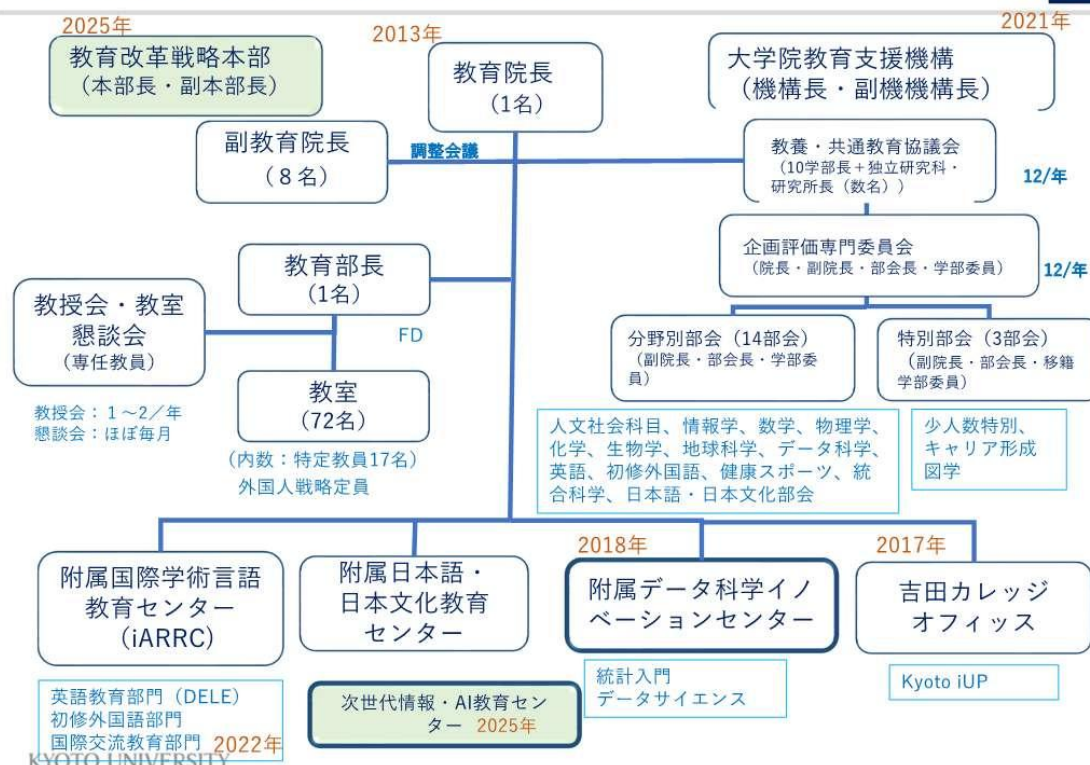 2025年
教育改革戦略本部
（本部長・副本部長）
2013年
教育院長
（1名）
2021年
大学院教育支援機構
（機構長・副機機構長）
副教育院長
（８名）
調整会議
教養・共通教育協議会
（10学部長＋独立研究科・
研究所長（数名））
12/年
企画評価専門委員会
（院長・副院長・部会長・学部委員）
12/年
教育部長
(1名)
教授会・教室
懇談会
（専任教員）
FD
教授会：１～2／年
懇談会：ほぼ毎月
教室
(72名)
（内数：特定教員17名）
外国人戦略定員
分野別部会（14部会）
（副院長・部会長・学部委
員）
特別部会（3部会）
（副院長・部会長・移籍
学部委員）
人文社会科目、情報学、数学、物理学、
化学、生物学、地球科学、データ科学、
英語、初修外国語、健康スポーツ、統
合科学、日本語・日本文化部会
少人数特別、
キャリア形成
図学
附属国際学術言語
教育センター
(iARRC)
附属日本語・
日本文化教育
センター
2018年
附属データ科学イノ
ベーションセンター
2017年
吉田カレッジ
オフィッス
英語教育部門（DELE）
初修外国語部門
国際交流教育部門 2022年
次世代情報・AI教育セン
ター 2025年
統計入門
データサイエンス
Kyoto iUP
KYOTO UNIVERSITY